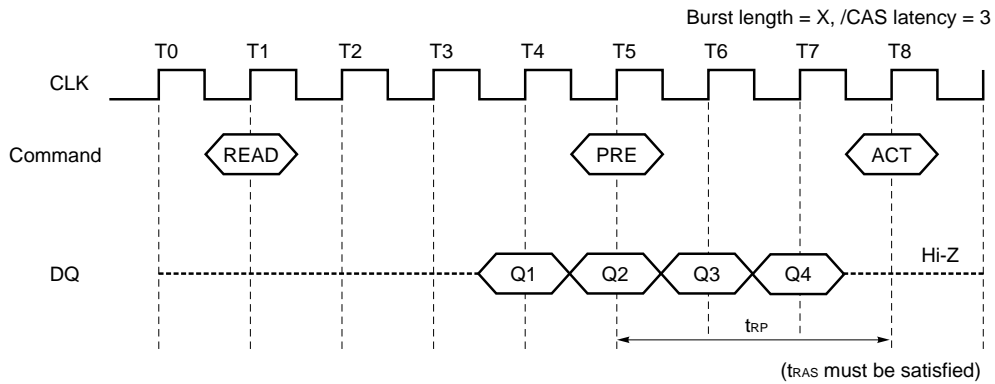 Burst length = X, /CAS latency = 3
T0 T1 T2 T3 T4 T5 T6 T7 T8
CLK
Command READ PRE ACT
Hi-Z
DQ Q1 Q2 Q3 Q4
tRP
(tRAS must be satisfied)